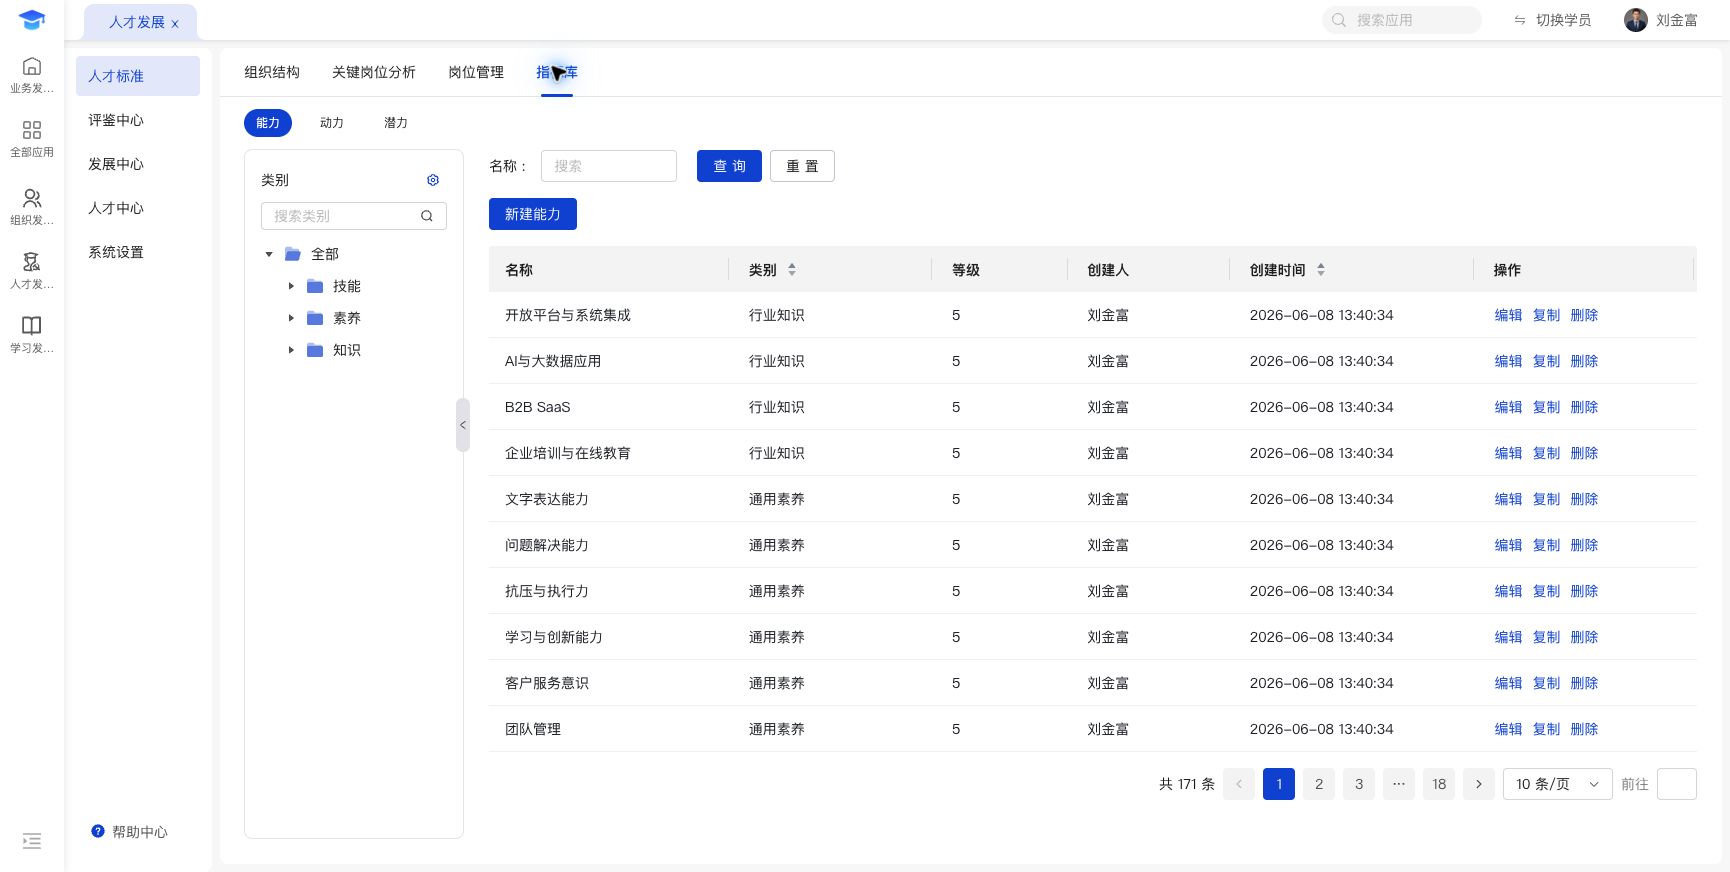 人才发展 x
搜索应用
切换学员
刘金富
业务发...
全部应用
组织发...
人才发...
学习发...
人才标准
评鉴中心
发展中心
人才中心
系统设置
帮助中心
组织结构 关键岗位分析 岗位管理 指 库
能力 动力 潜力
类别
搜索类别
全部
技能
素养
知识
名称： 搜索 查 询 重 置
新建能力
名称 类别 等级 创建人 创建时间 操作
开放平台与系统集成 行业知识 5 刘金富 2026-06-08 13:40:34 编辑 复制 删除
AI与大数据应用 行业知识 5 刘金富 2026-06-08 13:40:34 编辑 复制 删除
B2B SaaS 行业知识 5 刘金富 2026-06-08 13:40:34 编辑 复制 删除
企业培训与在线教育 行业知识 5 刘金富 2026-06-08 13:40:34 编辑 复制 删除
文字表达能力 通用素养 5 刘金富 2026-06-08 13:40:34 编辑 复制 删除
问题解决能力 通用素养 5 刘金富 2026-06-08 13:40:34 编辑 复制 删除
抗压与执行力 通用素养 5 刘金富 2026-06-08 13:40:34 编辑 复制 删除
学习与创新能力 通用素养 5 刘金富 2026-06-08 13:40:34 编辑 复制 删除
客户服务意识 通用素养 5 刘金富 2026-06-08 13:40:34 编辑 复制 删除
团队管理 通用素养 5 刘金富 2026-06-08 13:40:34 编辑 复制 删除
共 171 条 < 1 2 3 ... 18 > 10 条/页 前往